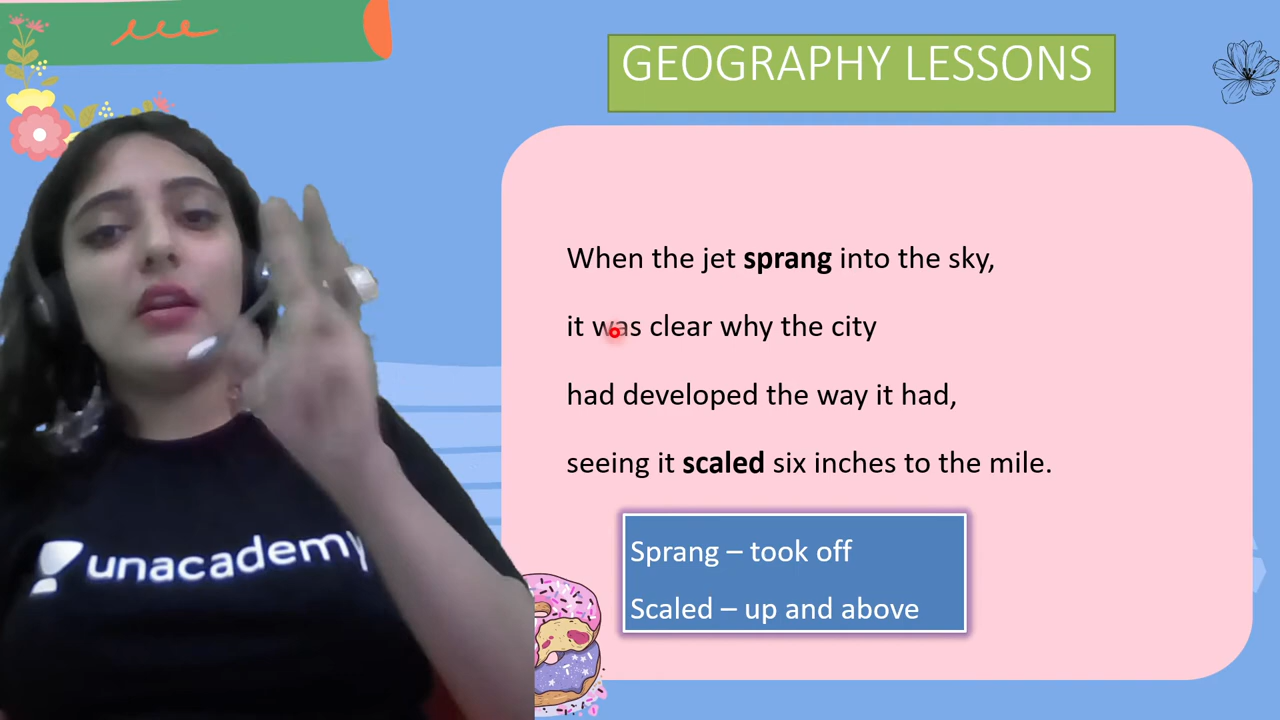 GEOGRAPHY LESSONS
When the jet sprang into the sky,
it was clear why the city
had developed the way it had,
seeing it scaled six inches to the mile.
Sprang – took off
Scaled – up and above
unacademy